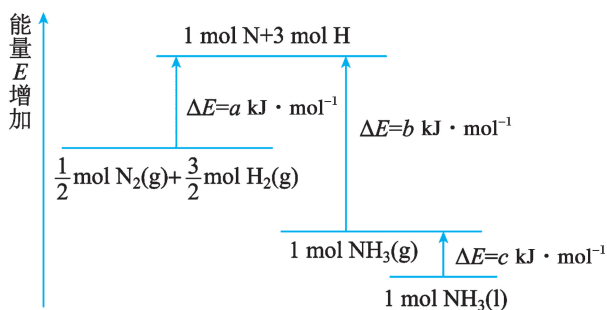 能量E增加
1 mol N+3 mol H
ΔE=a kJ·mol⁻¹
ΔE=b kJ·mol⁻¹
1/2 mol N₂(g)+3/2 mol H₂(g)
1 mol NH₃(g)
ΔE=c kJ·mol⁻¹
1 mol NH₃(l)